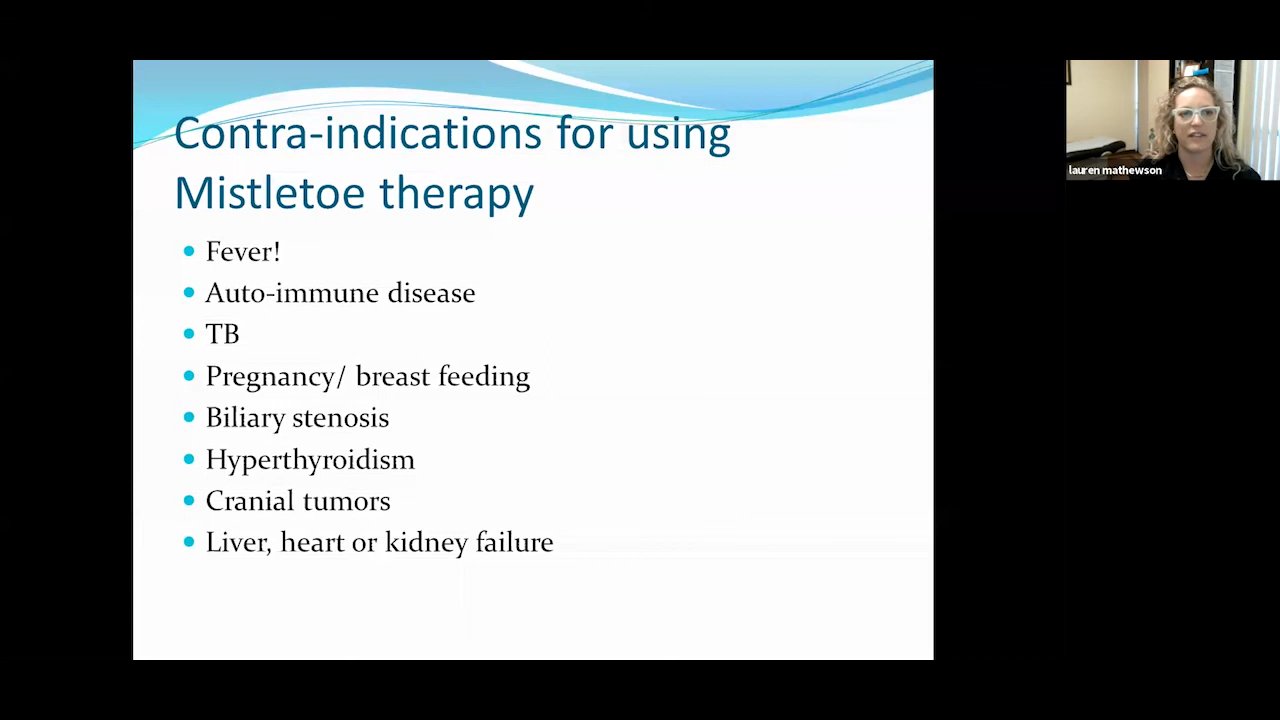 Contra-indications for using
Mistletoe therapy
Fever!
Auto-immune disease
TB
Pregnancy/ breast feeding
Biliary stenosis
Hyperthyroidism
Cranial tumors
Liver, heart or kidney failure
lauren mathewson